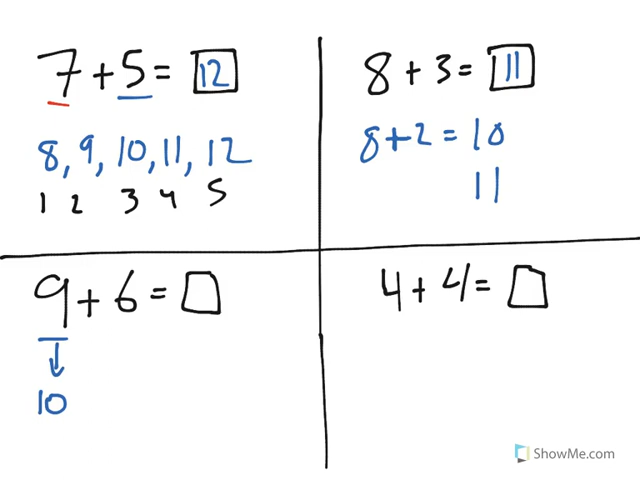 7 + 5 = 12
8, 9, 10, 11, 12
1 2 3 4 5
8 + 3 = 11
8 + 2 = 10
11
9 + 6 =
10
4 + 4 =
ShowMe.com